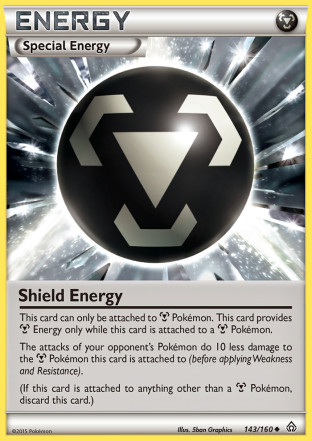 ENERGY
Special Energy
Shield Energy
This card can only be attached to Pokémon. This card provides
Energy only while this card is attached to a Pokémon.
The attacks of your opponent's Pokémon do 10 less damage to
the Pokémon this card is attached to (before applying Weakness
and Resistance).
(If this card is attached to anything other than a Pokémon,
discard this card.)
©2015 Pokémon
Illus. 5ban Graphics
143/160